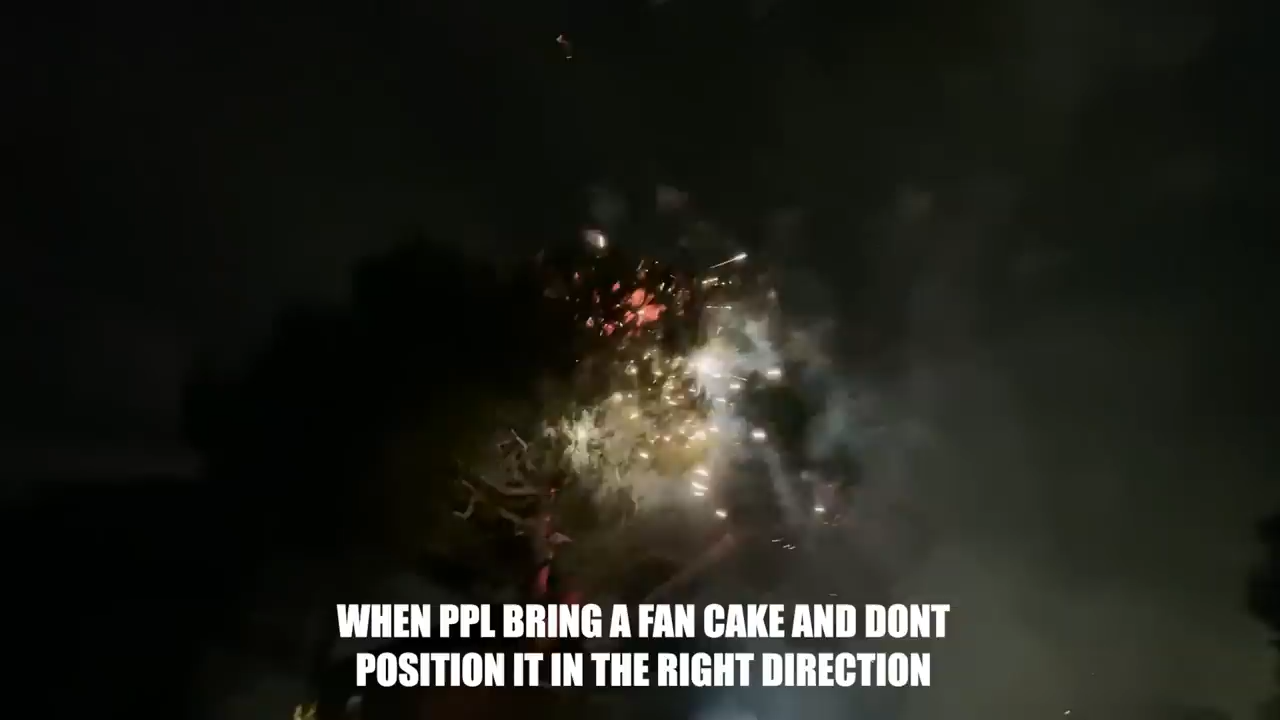 WHEN PPL BRING A FAN CAKE AND DONT
POSITION IT IN THE RIGHT DIRECTION